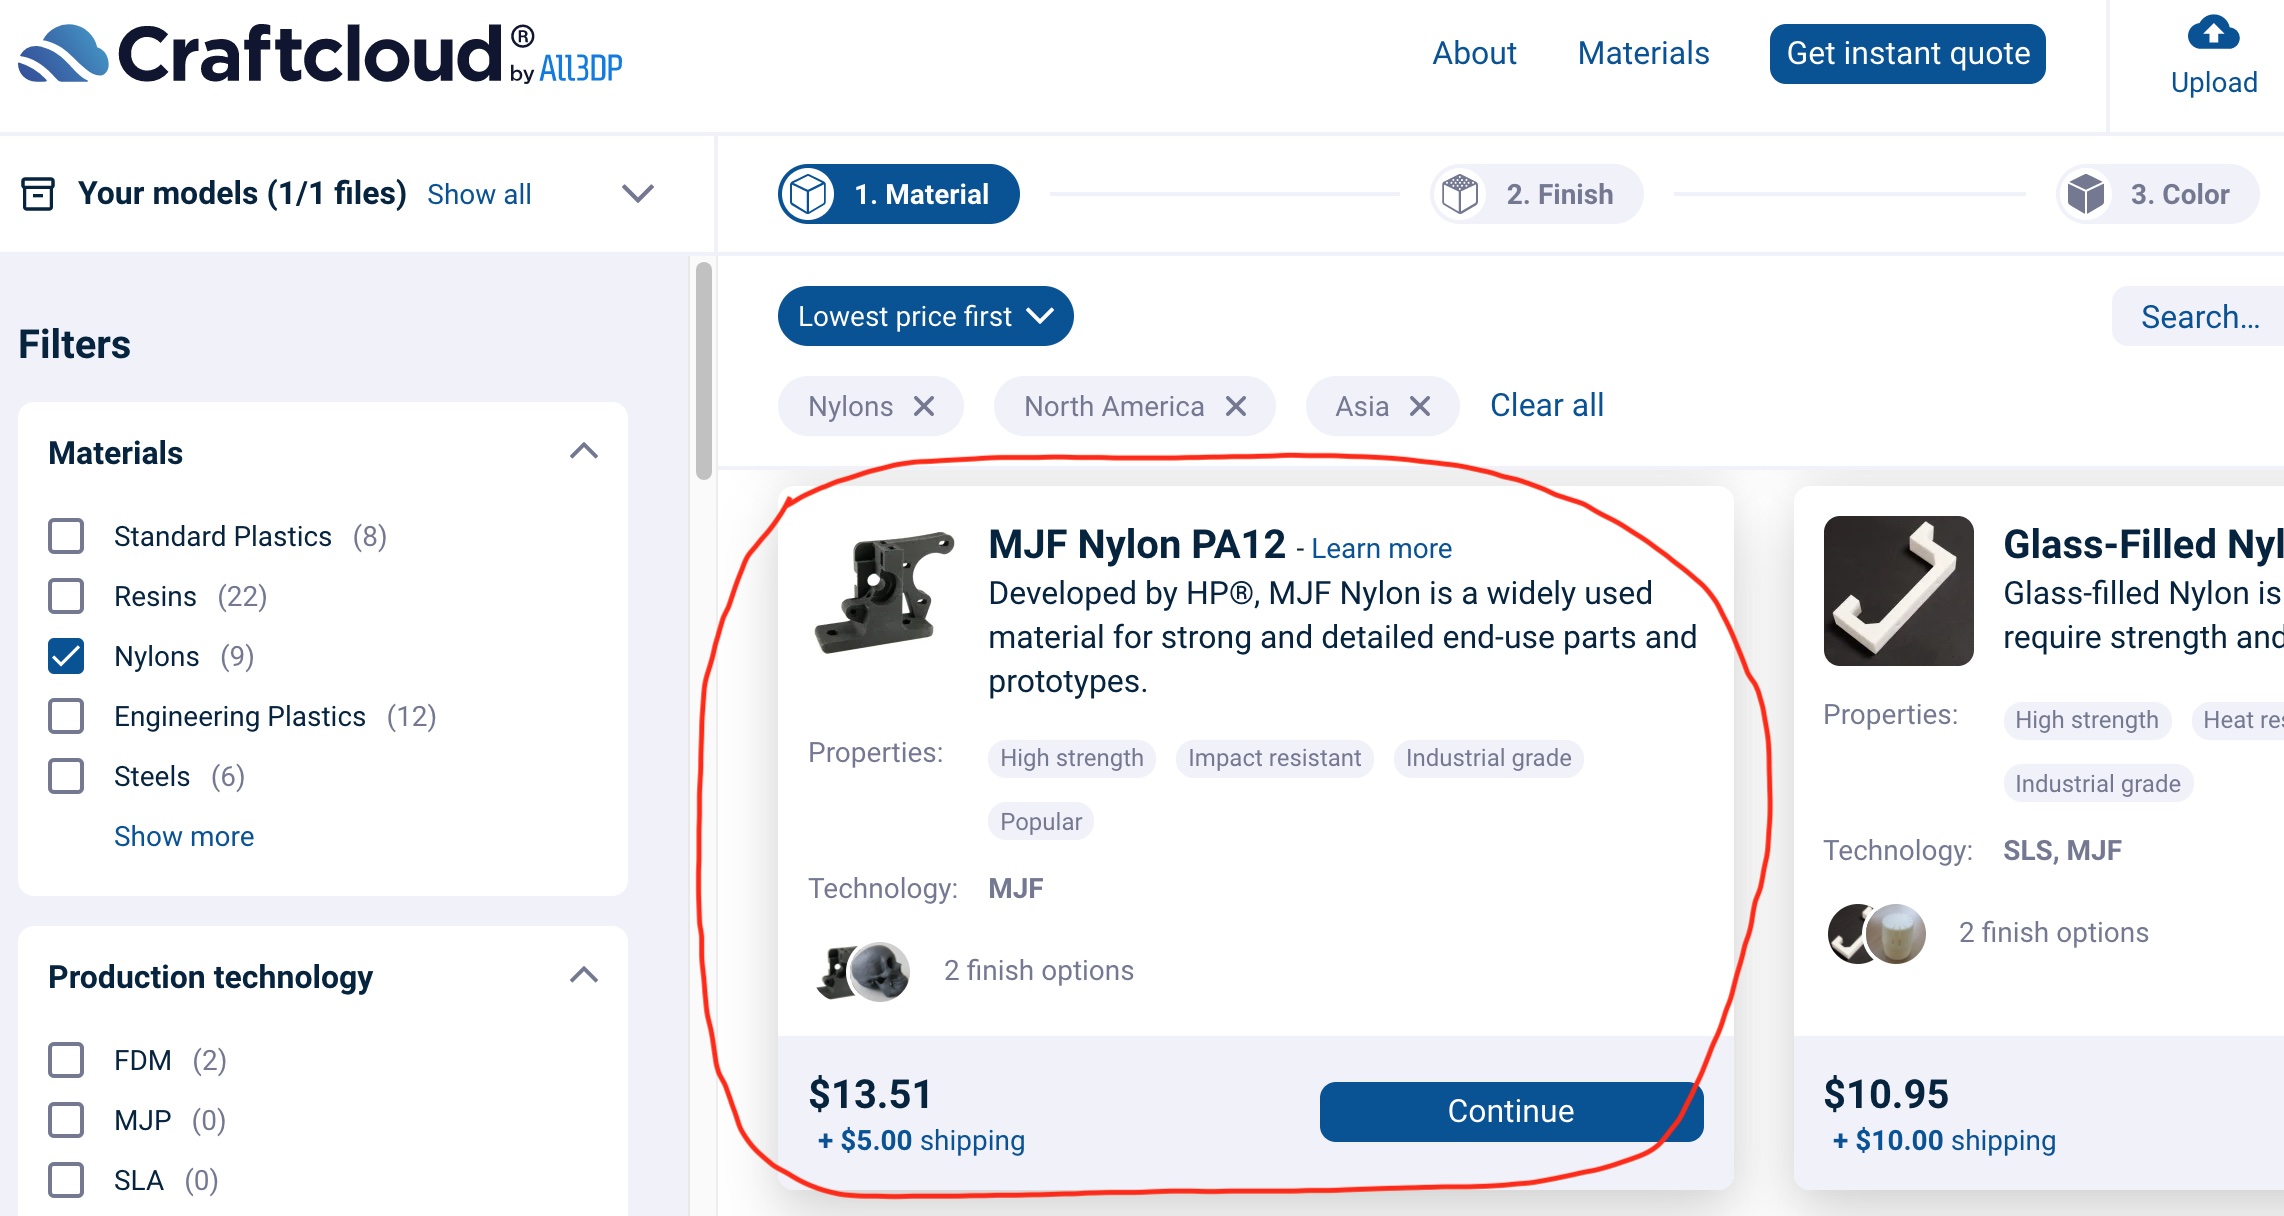 Craftcloud® by All3DP
About
Materials
Get instant quote
Upload
Your models (1/1 files) Show all
1. Material
2. Finish
3. Color
Filters
Materials
Standard Plastics (8)
Resins (22)
Nylons (9)
Engineering Plastics (12)
Steels (6)
Show more
Production technology
FDM (2)
MJP (0)
SLA (0)
Lowest price first
Search...
Nylons
North America
Asia
Clear all
MJF Nylon PA12 - Learn more
Developed by HP®, MJF Nylon is a widely used
material for strong and detailed end-use parts and
prototypes.
Properties: High strength Impact resistant Industrial grade
Popular
Technology: MJF
2 finish options
$13.51
+ $5.00 shipping
Continue
Glass-Filled Nyl
Glass-filled Nylon is
require strength and
Properties: High strength Heat res
Industrial grade
Technology: SLS, MJF
2 finish options
$10.95
+ $10.00 shipping